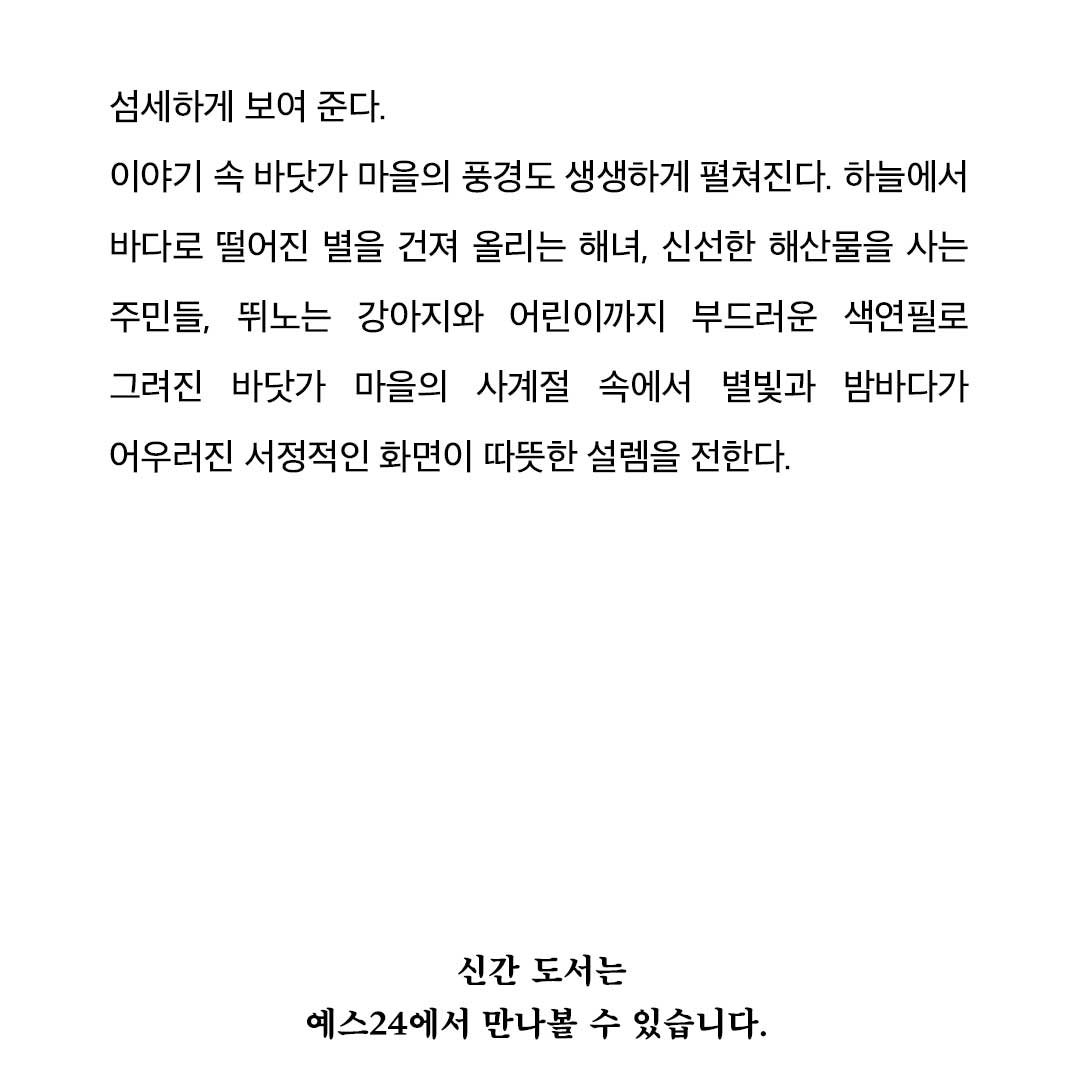 섬세하게 보여 준다.
이야기 속 바닷가 마을의 풍경도 생생하게 펼쳐진다. 하늘에서
바다로 떨어진 별을 건져 올리는 해녀, 신선한 해산물을 사는
주민들, 뛰노는 강아지와 어린이까지 부드러운 색연필로
그려진 바닷가 마을의 사계절 속에서 별빛과 밤바다가
어우러진 서정적인 화면이 따뜻한 설렘을 전한다.
신간 도서는
예스24에서 만나볼 수 있습니다.